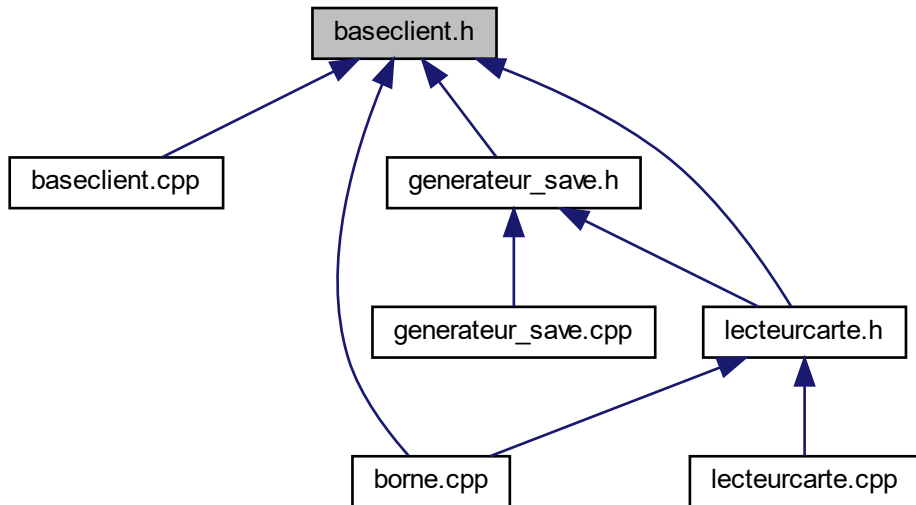 baseclient.h
baseclient.cpp
generateur_save.h
generateur_save.cpp
lecteurcarte.h
borne.cpp
lecteurcarte.cpp